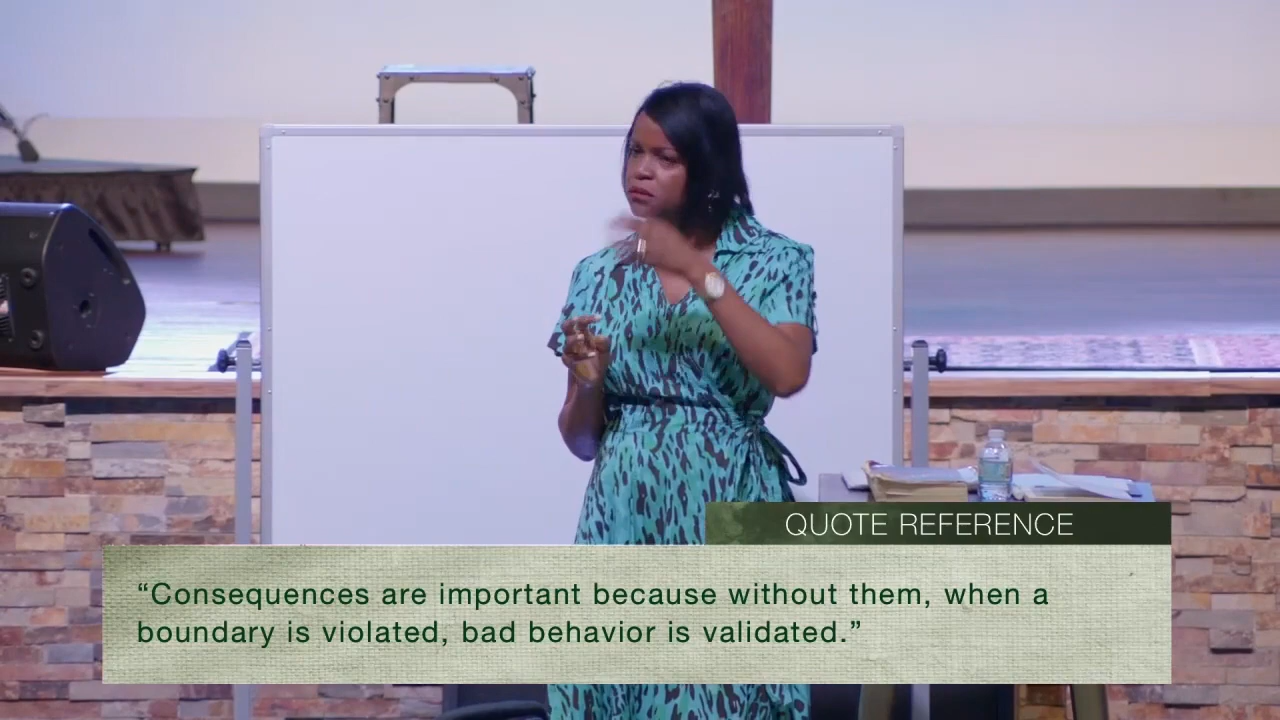 QUOTE REFERENCE
“Consequences are important because without them, when a
boundary is violated, bad behavior is validated.”